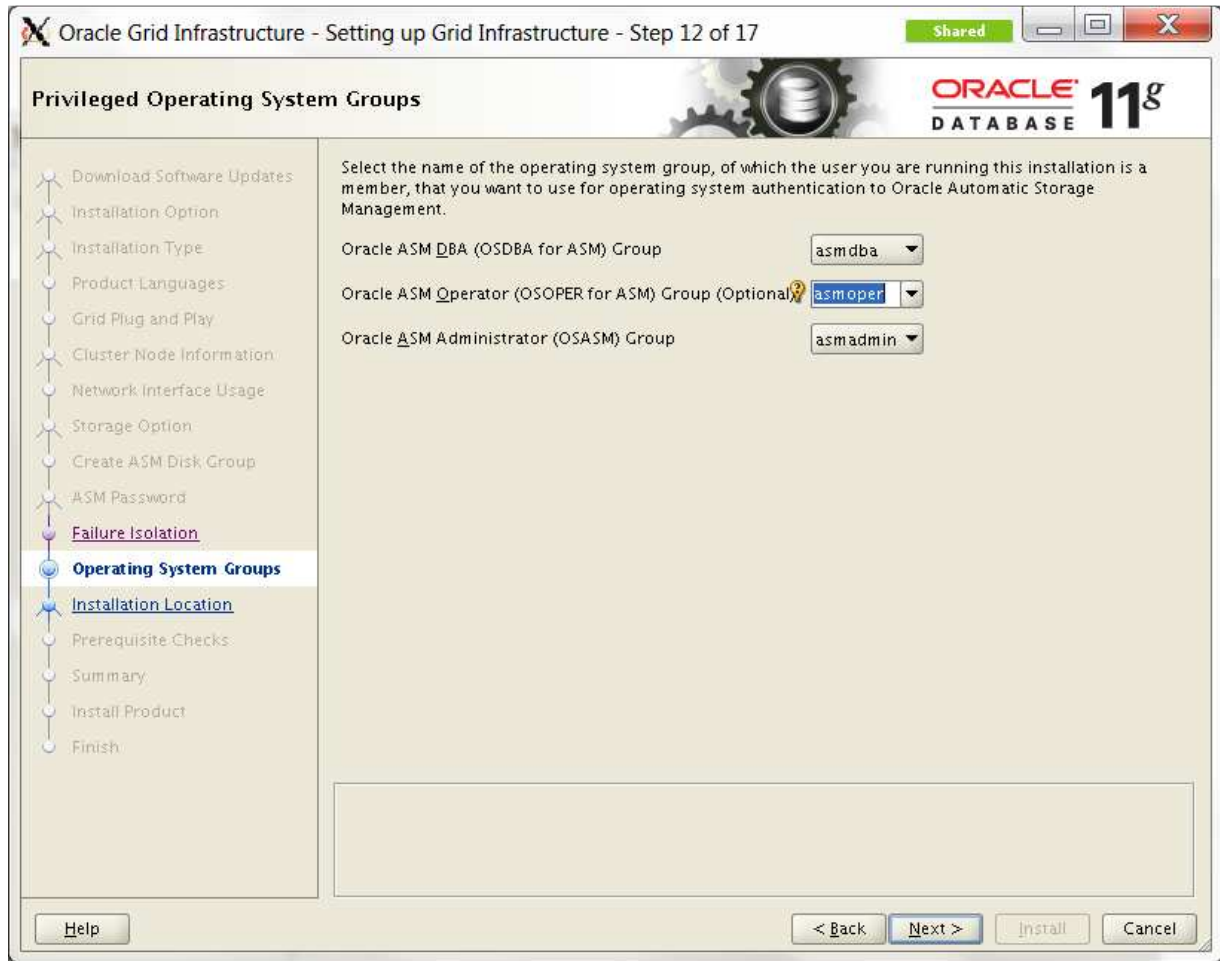 Oracle Grid Infrastructure - Setting up Grid Infrastructure - Step 12 of 17
Shared
Privileged Operating System Groups
ORACLE 11g
DATABASE
Download Software Updates
Installation Option
Installation Type
Product Languages
Grid Plug and Play
Cluster Node Information
Network Interface Usage
Storage Option
Create ASM Disk Group
ASM Password
Failure Isolation
Operating System Groups
Installation Location
Prerequisite Checks
Summary
Install Product
Finish
Select the name of the operating system group, of which the user you are running this installation is a
member, that you want to use for operating system authentication to Oracle Automatic Storage
Management.
Oracle ASM DBA (OSDBA for ASM) Group asmdba
Oracle ASM Operator (OSOPER for ASM) Group (Optional) asmoper
Oracle ASM Administrator (OSASM) Group asmadmin
Help
< Back
Next >
Install
Cancel